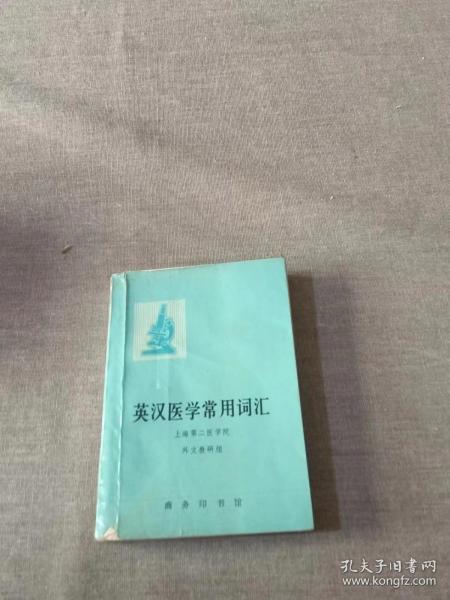 英汉医学常用词汇
上海第二医学院
外文教研组
商务印书馆
孔夫子旧书网
www.kongfz.com